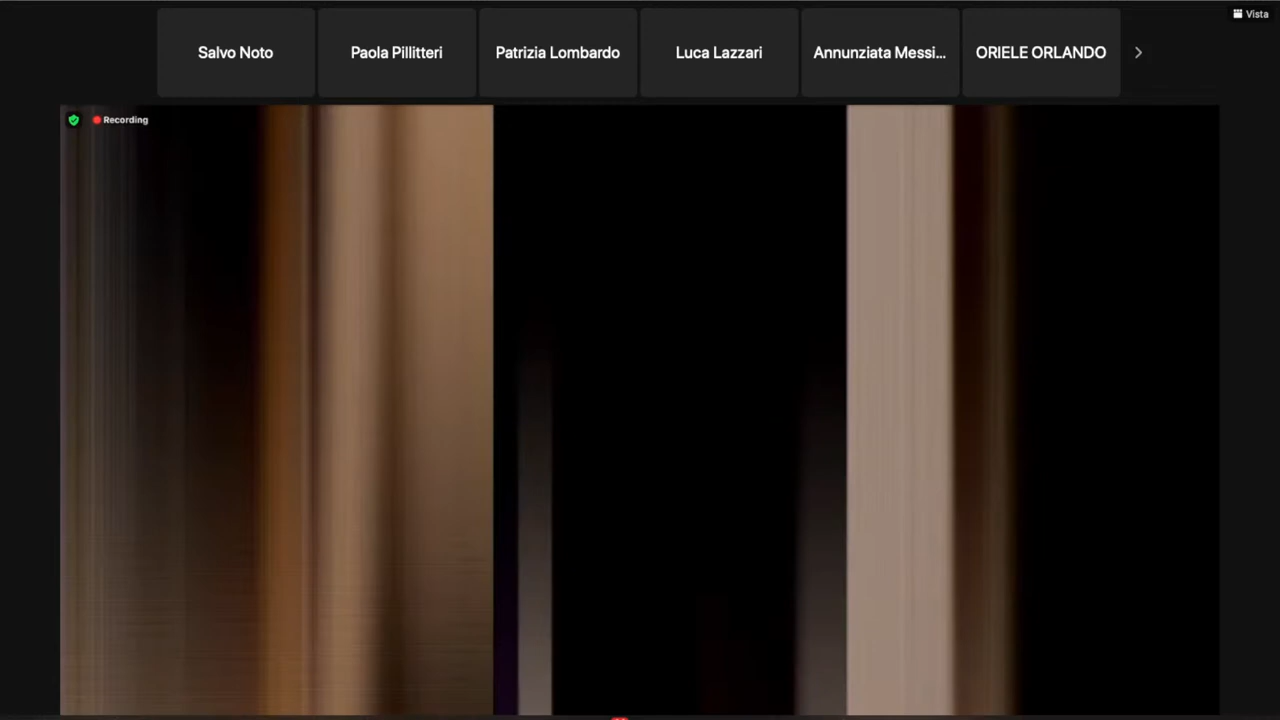 Vista
Salvo Noto
Paola Pillitteri
Patrizia Lombardo
Luca Lazzari
Annunziata Messi...
ORIELE ORLANDO
Recording